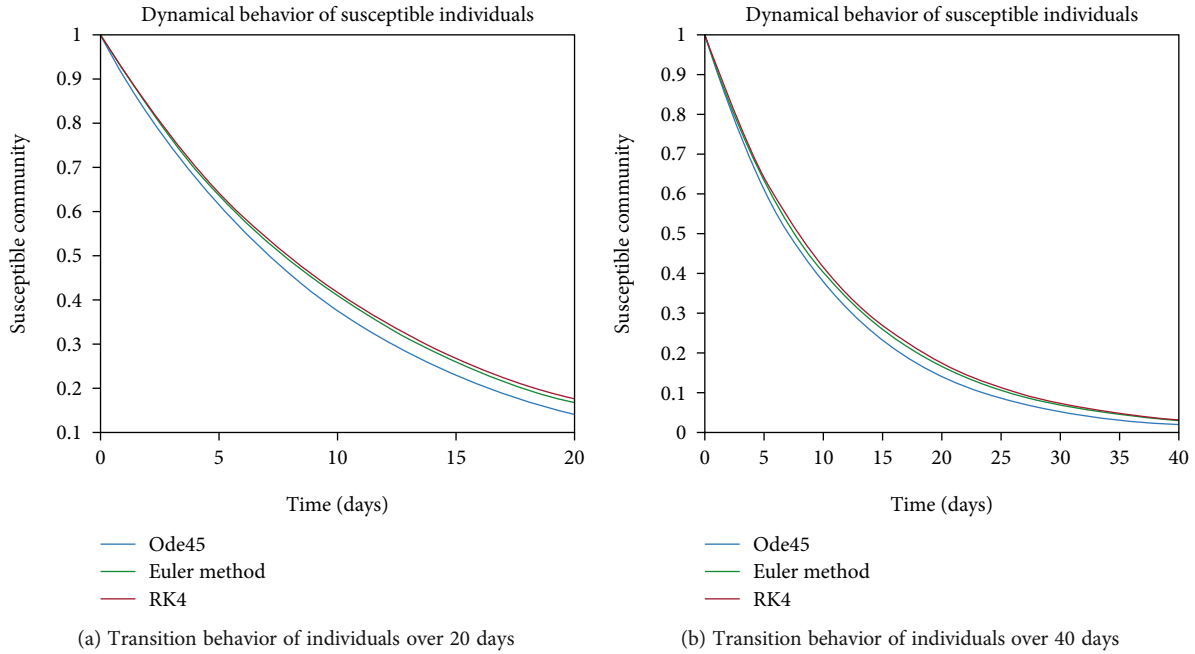 Dynamical behavior of susceptible individuals
1
0.9
0.8
0.7
0.6
0.5
0.4
0.3
0.2
0.1
Susceptible community
0 5 10 15 20
Time (days)
Ode45
Euler method
RK4
(a) Transition behavior of individuals over 20 days
Dynamical behavior of susceptible individuals
1
0.9
0.8
0.7
0.6
0.5
0.4
0.3
0.2
0.1
0
Susceptible community
0 5 10 15 20 25 30 35 40
Time (days)
Ode45
Euler method
RK4
(b) Transition behavior of individuals over 40 days